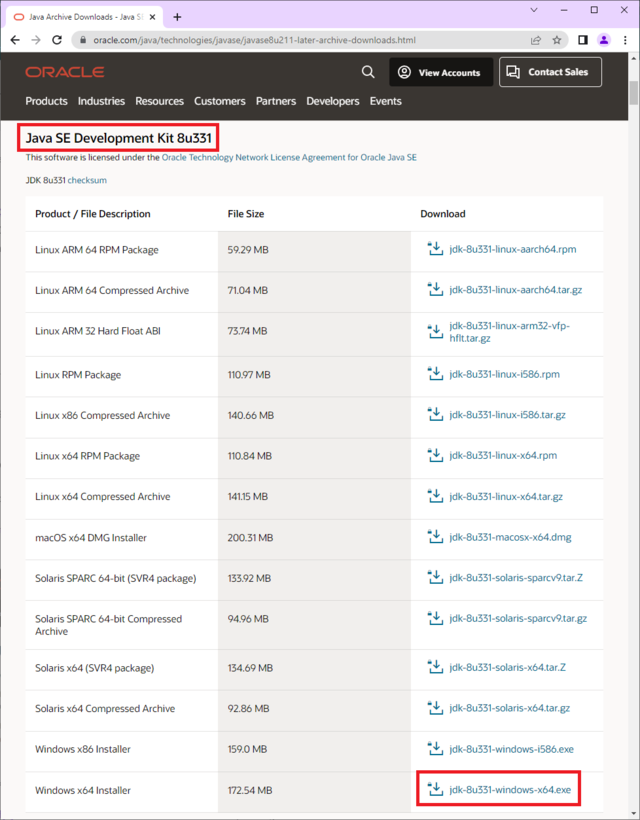 Java Archive Downloads - Java SE
oracle.com/java/technologies/javase/javase8u211-later-archive-downloads.html
ORACLE
View Accounts
Contact Sales
Products Industries Resources Customers Partners Developers Events
Java SE Development Kit 8u331
This software is licensed under the Oracle Technology Network License Agreement for Oracle Java SE
JDK 8u331 checksum
Product / File Description File Size Download
Linux ARM 64 RPM Package 59.29 MB jdk-8u331-linux-aarch64.rpm
Linux ARM 64 Compressed Archive 71.04 MB jdk-8u331-linux-aarch64.tar.gz
Linux ARM 32 Hard Float ABI 73.74 MB jdk-8u331-linux-arm32-vfp-
hflt.tar.gz
Linux RPM Package 110.97 MB jdk-8u331-linux-i586.rpm
Linux x86 Compressed Archive 140.66 MB jdk-8u331-linux-i586.tar.gz
Linux x64 RPM Package 110.84 MB jdk-8u331-linux-x64.rpm
Linux x64 Compressed Archive 141.15 MB jdk-8u331-linux-x64.tar.gz
macOS x64 DMG Installer 200.31 MB jdk-8u331-macosx-x64.dmg
Solaris SPARC 64-bit (SVR4 package) 133.92 MB jdk-8u331-solaris-sparcv9.tar.Z
Solaris SPARC 64-bit Compressed
Archive 94.96 MB jdk-8u331-solaris-sparcv9.tar.gz
Solaris x64 (SVR4 package) 134.69 MB jdk-8u331-solaris-x64.tar.Z
Solaris x64 Compressed Archive 92.86 MB jdk-8u331-solaris-x64.tar.gz
Windows x86 Installer 159.0 MB jdk-8u331-windows-i586.exe
Windows x64 Installer 172.54 MB jdk-8u331-windows-x64.exe